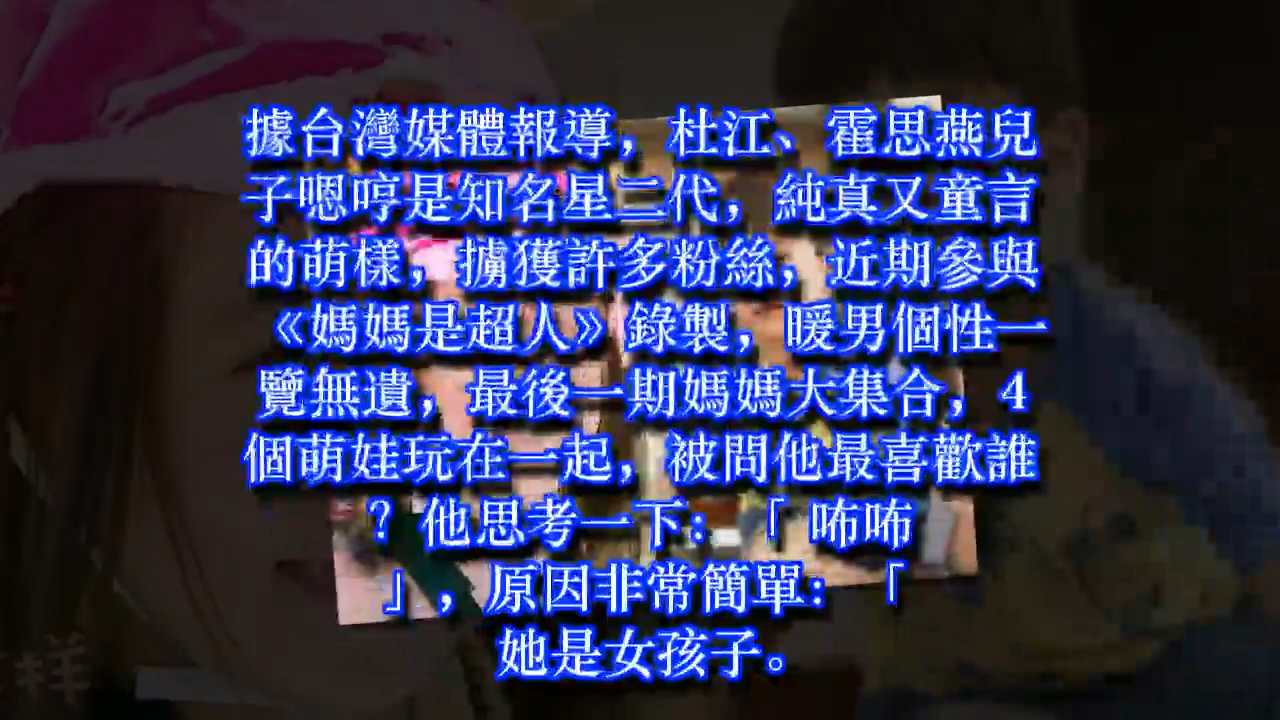 據台灣媒體報導，杜江、霍思燕兒
子嗯哼是知名星二代，純真又童言
的萌樣，擄獲許多粉絲，近期參與
《媽媽是超人》錄製，暖男個性一
覽無遺，最後一期媽媽大集合，4
個萌娃玩在一起，被問他最喜歡誰
？他思考一下：「 咘咘
」，原因非常簡單：「
她是女孩子。
样